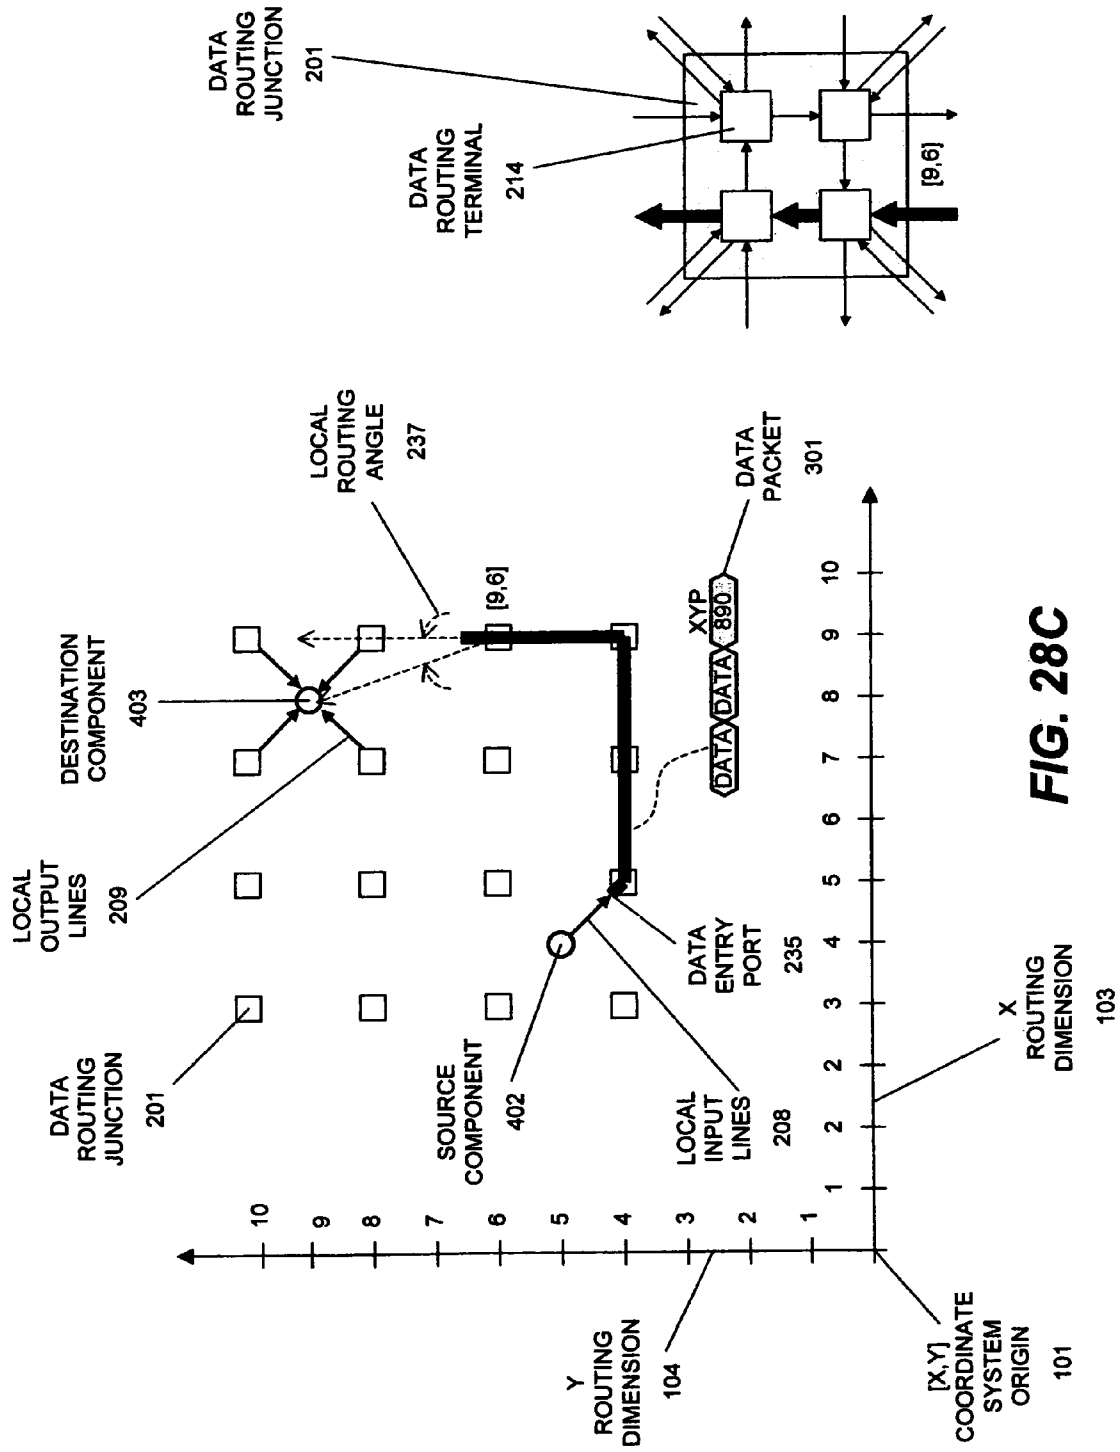 DATA
ROUTING
JUNCTION
201
DATA
ROUTING
TERMINAL
214
[9,6]
LOCAL
ROUTING
ANGLE
237
DESTINATION
COMPONENT
403
LOCAL
OUTPUT
LINES
209
DATA
ROUTING
JUNCTION
201
[9,6]
SOURCE
COMPONENT
402
LOCAL
INPUT
LINES
208
DATA
ENTRY
PORT
235
XYP
DATA DATA 890
DATA
PACKET
301
10
9
8
7
6
5
4
3
2
1
1 2 3 4 5 6 7 8 9 10
Y
ROUTING
DIMENSION
104
[X,Y]
COORDINATE
SYSTEM
ORIGIN
101
X
ROUTING
DIMENSION
103
FIG. 28C